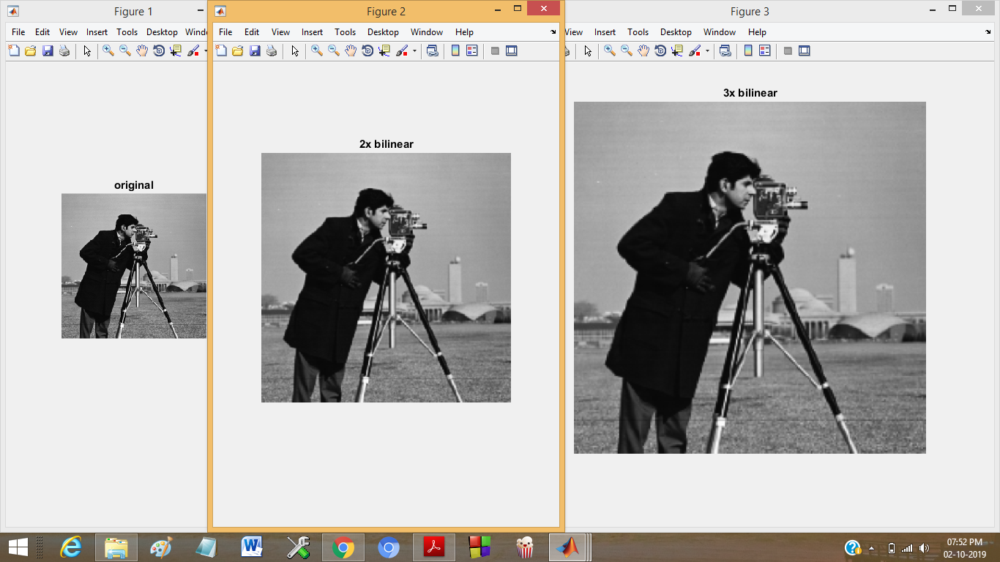 Figure 1
File Edit View Insert Tools Desktop
original
Figure 2
File Edit View Insert Tools Desktop Window Help
2x bilinear
Figure 3
View Insert Tools Desktop Window Help
3x bilinear
07:52 PM
02-10-2019